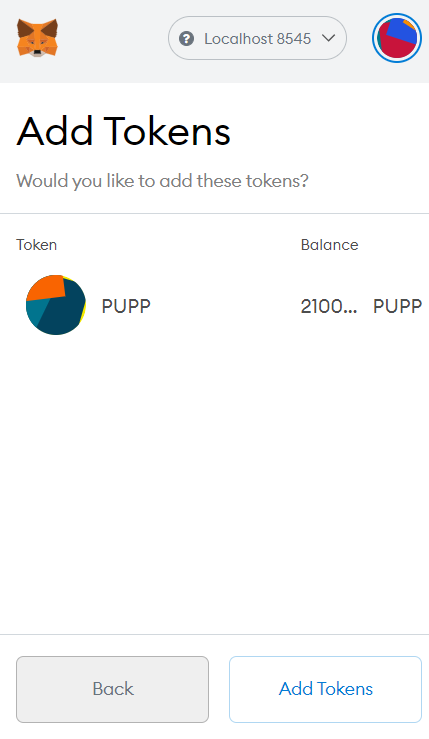 Localhost 8545
Add Tokens
Would you like to add these tokens?
Token Balance
PUPP 2100... PUPP
Back Add Tokens